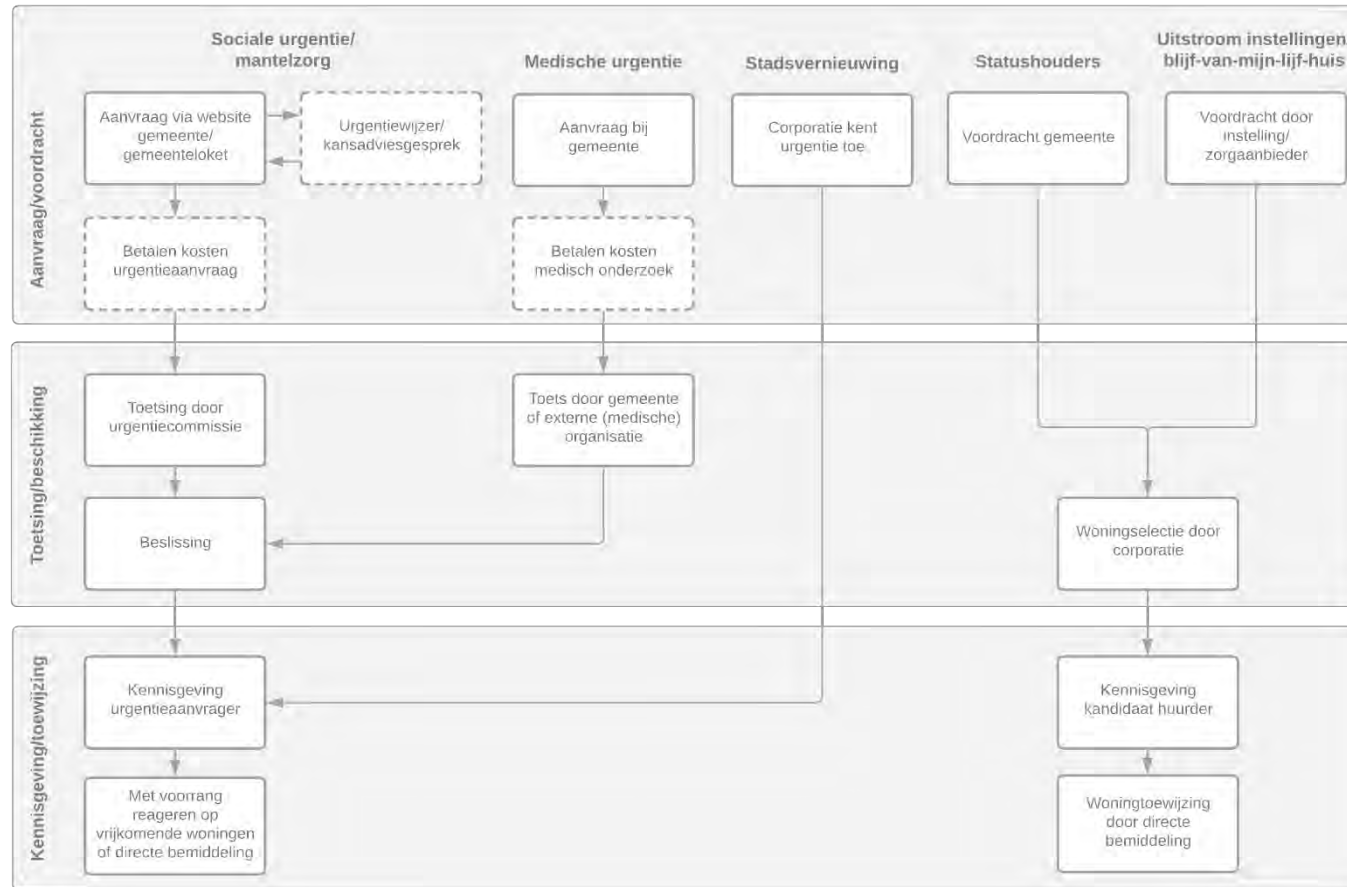 Sociale urgentie/
mantelzorg
Medische urgentie
Stadsvernieuwing
Statushouders
Uitstroom instellingen/
blijf-van-mijn-lijf-huis
Aanvraag/voordracht
Aanvraag via website
gemeente/
gemeenteloket
Urgentiewijzer/
kansadviesgesprek
Aanvraag bij
gemeente
Corporatie kent
urgentie toe
Voordracht gemeente
Voordracht door
instelling/
zorgaanbieder
Betalen kosten
urgentieaanvraag
Betalen kosten
medisch onderzoek
Toetsing/beschikking
Toetsing door
urgentiecommissie
Toets door gemeente
of externe (medische)
organisatie
Beslissing
Woningselectie door
corporatie
Kennisgeving/toewijzing
Kennisgeving
urgentieaanvrager
Kennisgeving
kandidaat huurder
Met voorrang
reageren op
vrijkomende woningen
of directe bemiddeling
Woningtoewijzing
door directe
bemiddeling